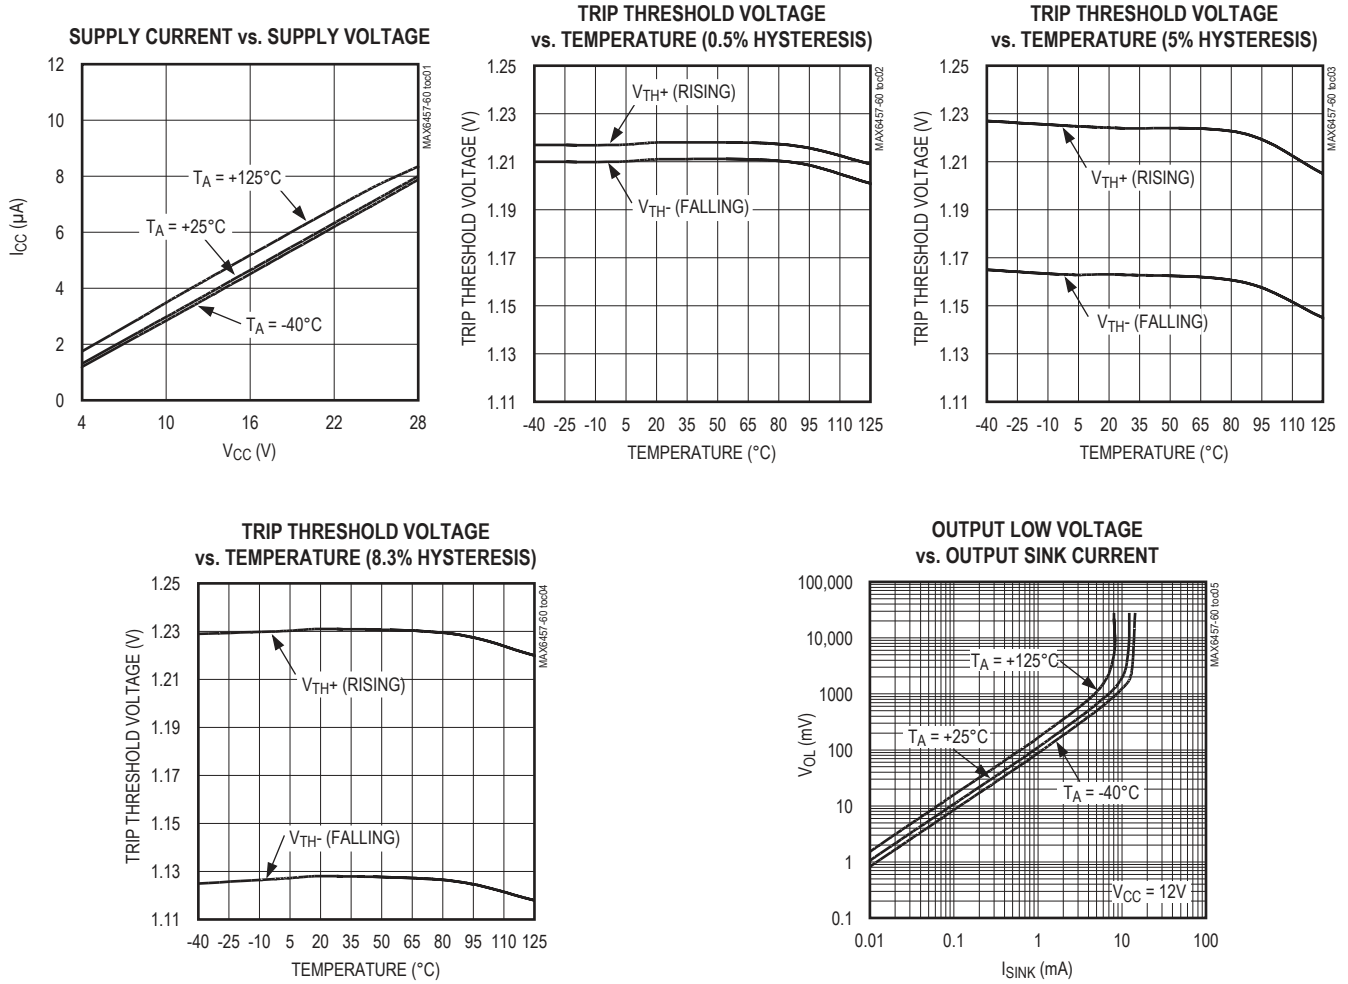 SUPPLY CURRENT vs. SUPPLY VOLTAGE
MAX6457-60 toc01
12
10
8
6
4
2
0
ICC (µA)
TA = +125°C
TA = +25°C
TA = -40°C
4 10 16 22 28
VCC (V)
TRIP THRESHOLD VOLTAGE
vs. TEMPERATURE (0.5% HYSTERESIS)
MAX6457-60 toc02
1.25
1.23
1.21
1.19
1.17
1.15
1.13
1.11
TRIP THRESHOLD VOLTAGE (V)
VTH+ (RISING)
VTH- (FALLING)
-40 -25 -10 5 20 35 50 65 80 95 110 125
TEMPERATURE (°C)
TRIP THRESHOLD VOLTAGE
vs. TEMPERATURE (5% HYSTERESIS)
MAX6457-60 toc03
1.25
1.23
1.21
1.19
1.17
1.15
1.13
1.11
TRIP THRESHOLD VOLTAGE (V)
VTH+ (RISING)
VTH- (FALLING)
-40 -25 -10 5 20 35 50 65 80 95 110 125
TEMPERATURE (°C)
TRIP THRESHOLD VOLTAGE
vs. TEMPERATURE (8.3% HYSTERESIS)
MAX6457-60 toc04
1.25
1.23
1.21
1.19
1.17
1.15
1.13
1.11
TRIP THRESHOLD VOLTAGE (V)
VTH+ (RISING)
VTH- (FALLING)
-40 -25 -10 5 20 35 50 65 80 95 110 125
TEMPERATURE (°C)
OUTPUT LOW VOLTAGE
vs. OUTPUT SINK CURRENT
MAX6457-60 toc05
100,000
10,000
1000
100
10
1
0.1
VOL (mV)
TA = +125°C
TA = +25°C
TA = -40°C
VCC = 12V
0.01 0.1 1 10 100
ISINK (mA)